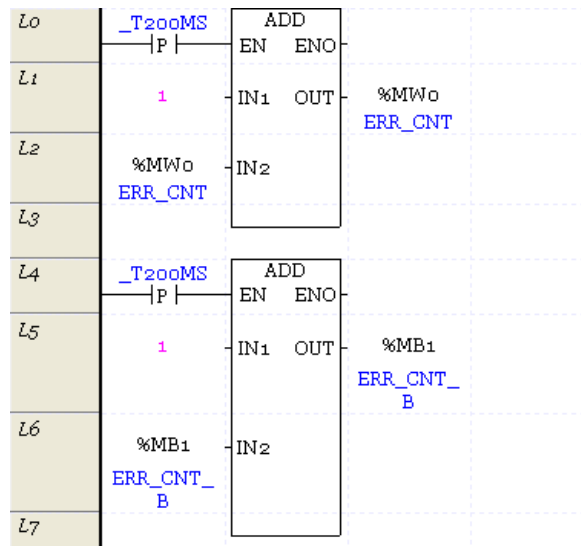 L0 _T200MS ADD
P EN ENO
L1 1 IN1 OUT %MW0
ERR_CNT
L2 %MW0 IN2
ERR_CNT
L3
L4 _T200MS ADD
P EN ENO
L5 1 IN1 OUT %MB1
ERR_CNT_
B
L6 %MB1 IN2
ERR_CNT_
B
L7